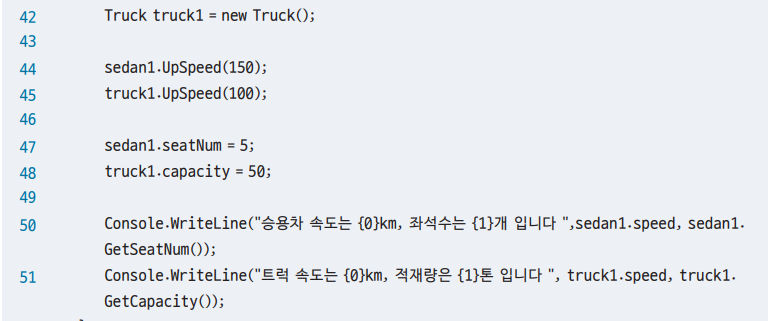 42 Truck truck1 = new Truck();
43
44 sedan1.UpSpeed(150);
45 truck1.UpSpeed(100);
46
47 sedan1.seatNum = 5;
48 truck1.capacity = 50;
49
50 Console.WriteLine("승용차 속도는 {0}km, 좌석수는 {1}개 입니다 ",sedan1.speed, sedan1.
GetSeatNum());
51 Console.WriteLine("트럭 속도는 {0}km, 적재량은 {1}톤 입니다 ", truck1.speed, truck1.
GetCapacity());